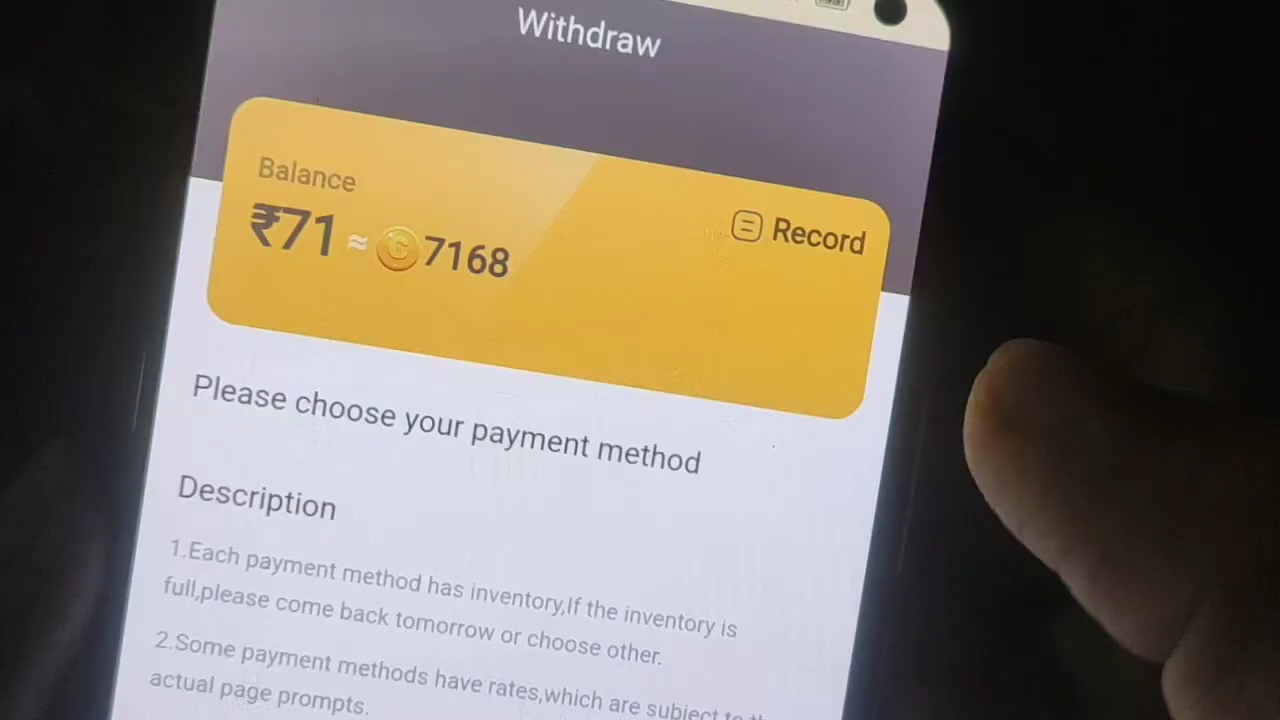 Withdraw
Balance
₹71 ≈ G 7168
Record
Please choose your payment method
Description
1.Each payment method has inventory,If the inventory is
full,please come back tomorrow or choose other.
2.Some payment methods have rates,which are subject to
actual page prompts.